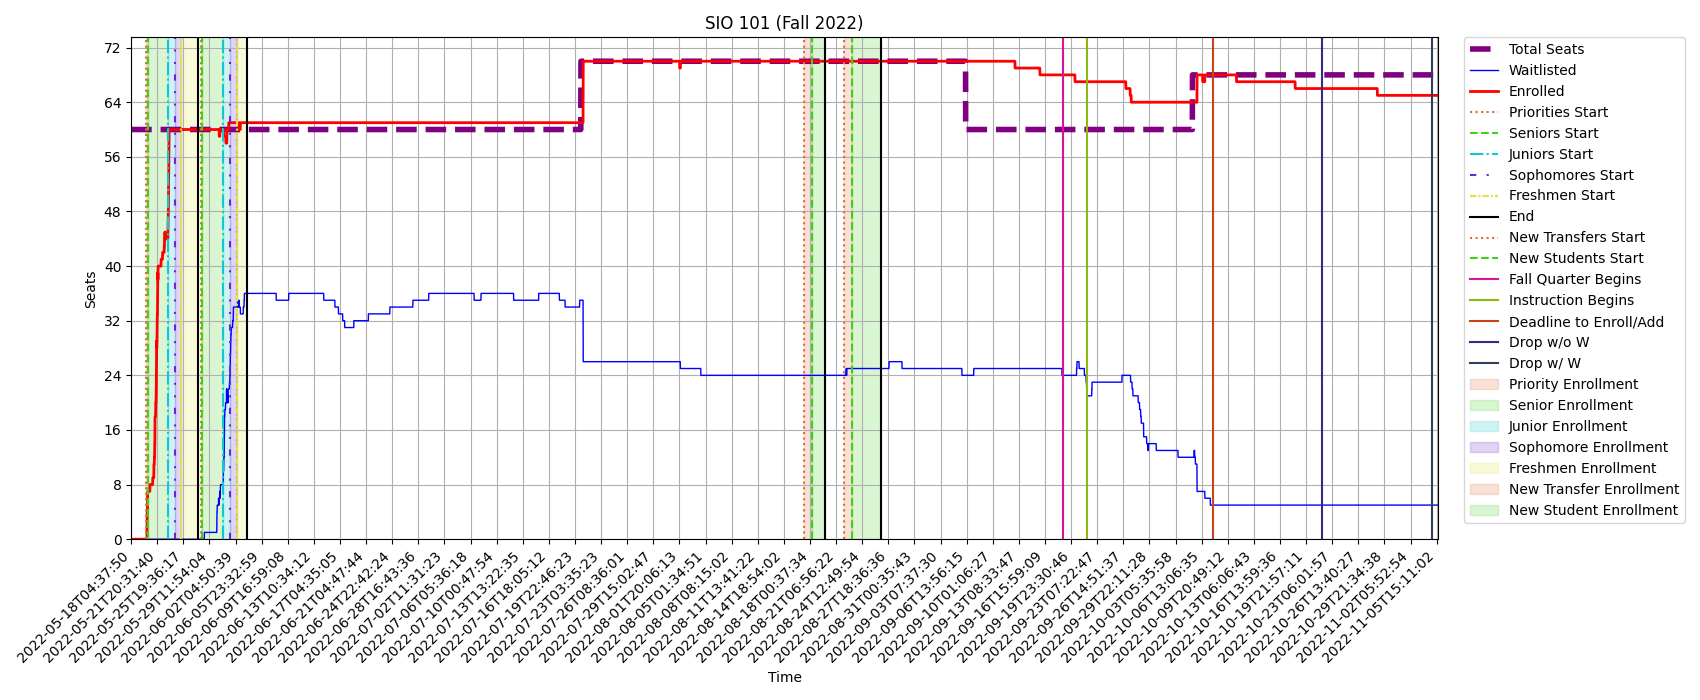 SIO 101 (Fall 2022)
72
64
56
48
40
32
24
16
8
0
Seats
2022-05-18T04:37:50
2022-05-21T20:31:40
2022-05-25T19:36:17
2022-05-29T11:54:04
2022-06-02T04:50:39
2022-06-05T23:32:59
2022-06-09T16:59:08
2022-06-13T10:34:12
2022-06-17T04:35:05
2022-06-21T04:47:44
2022-06-24T22:42:24
2022-06-28T16:43:36
2022-07-02T11:31:23
2022-07-06T05:36:18
2022-07-10T00:47:54
2022-07-13T13:22:35
2022-07-16T18:05:12
2022-07-19T22:46:23
2022-07-23T03:35:23
2022-07-26T08:36:01
2022-07-29T15:02:47
2022-08-01T20:06:13
2022-08-05T01:34:51
2022-08-08T08:15:02
2022-08-11T13:41:22
2022-08-14T18:54:02
2022-08-18T00:37:34
2022-08-21T06:56:22
2022-08-24T12:49:54
2022-08-27T18:36:36
2022-08-31T00:35:43
2022-09-03T07:37:30
2022-09-06T13:56:15
2022-09-10T01:06:27
2022-09-13T08:33:47
2022-09-16T15:59:09
2022-09-19T23:30:46
2022-09-23T07:22:47
2022-09-26T14:51:37
2022-09-29T22:11:28
2022-10-03T05:35:58
2022-10-06T13:06:35
2022-10-09T20:49:12
2022-10-13T06:06:43
2022-10-16T13:59:36
2022-10-19T21:57:11
2022-10-23T06:01:57
2022-10-26T13:40:27
2022-10-29T21:34:38
2022-11-02T05:52:54
2022-11-05T15:11:02
Time
Total Seats
Waitlisted
Enrolled
Priorities Start
Seniors Start
Juniors Start
Sophomores Start
Freshmen Start
End
New Transfers Start
New Students Start
Fall Quarter Begins
Instruction Begins
Deadline to Enroll/Add
Drop w/o W
Drop w/ W
Priority Enrollment
Senior Enrollment
Junior Enrollment
Sophomore Enrollment
Freshmen Enrollment
New Transfer Enrollment
New Student Enrollment